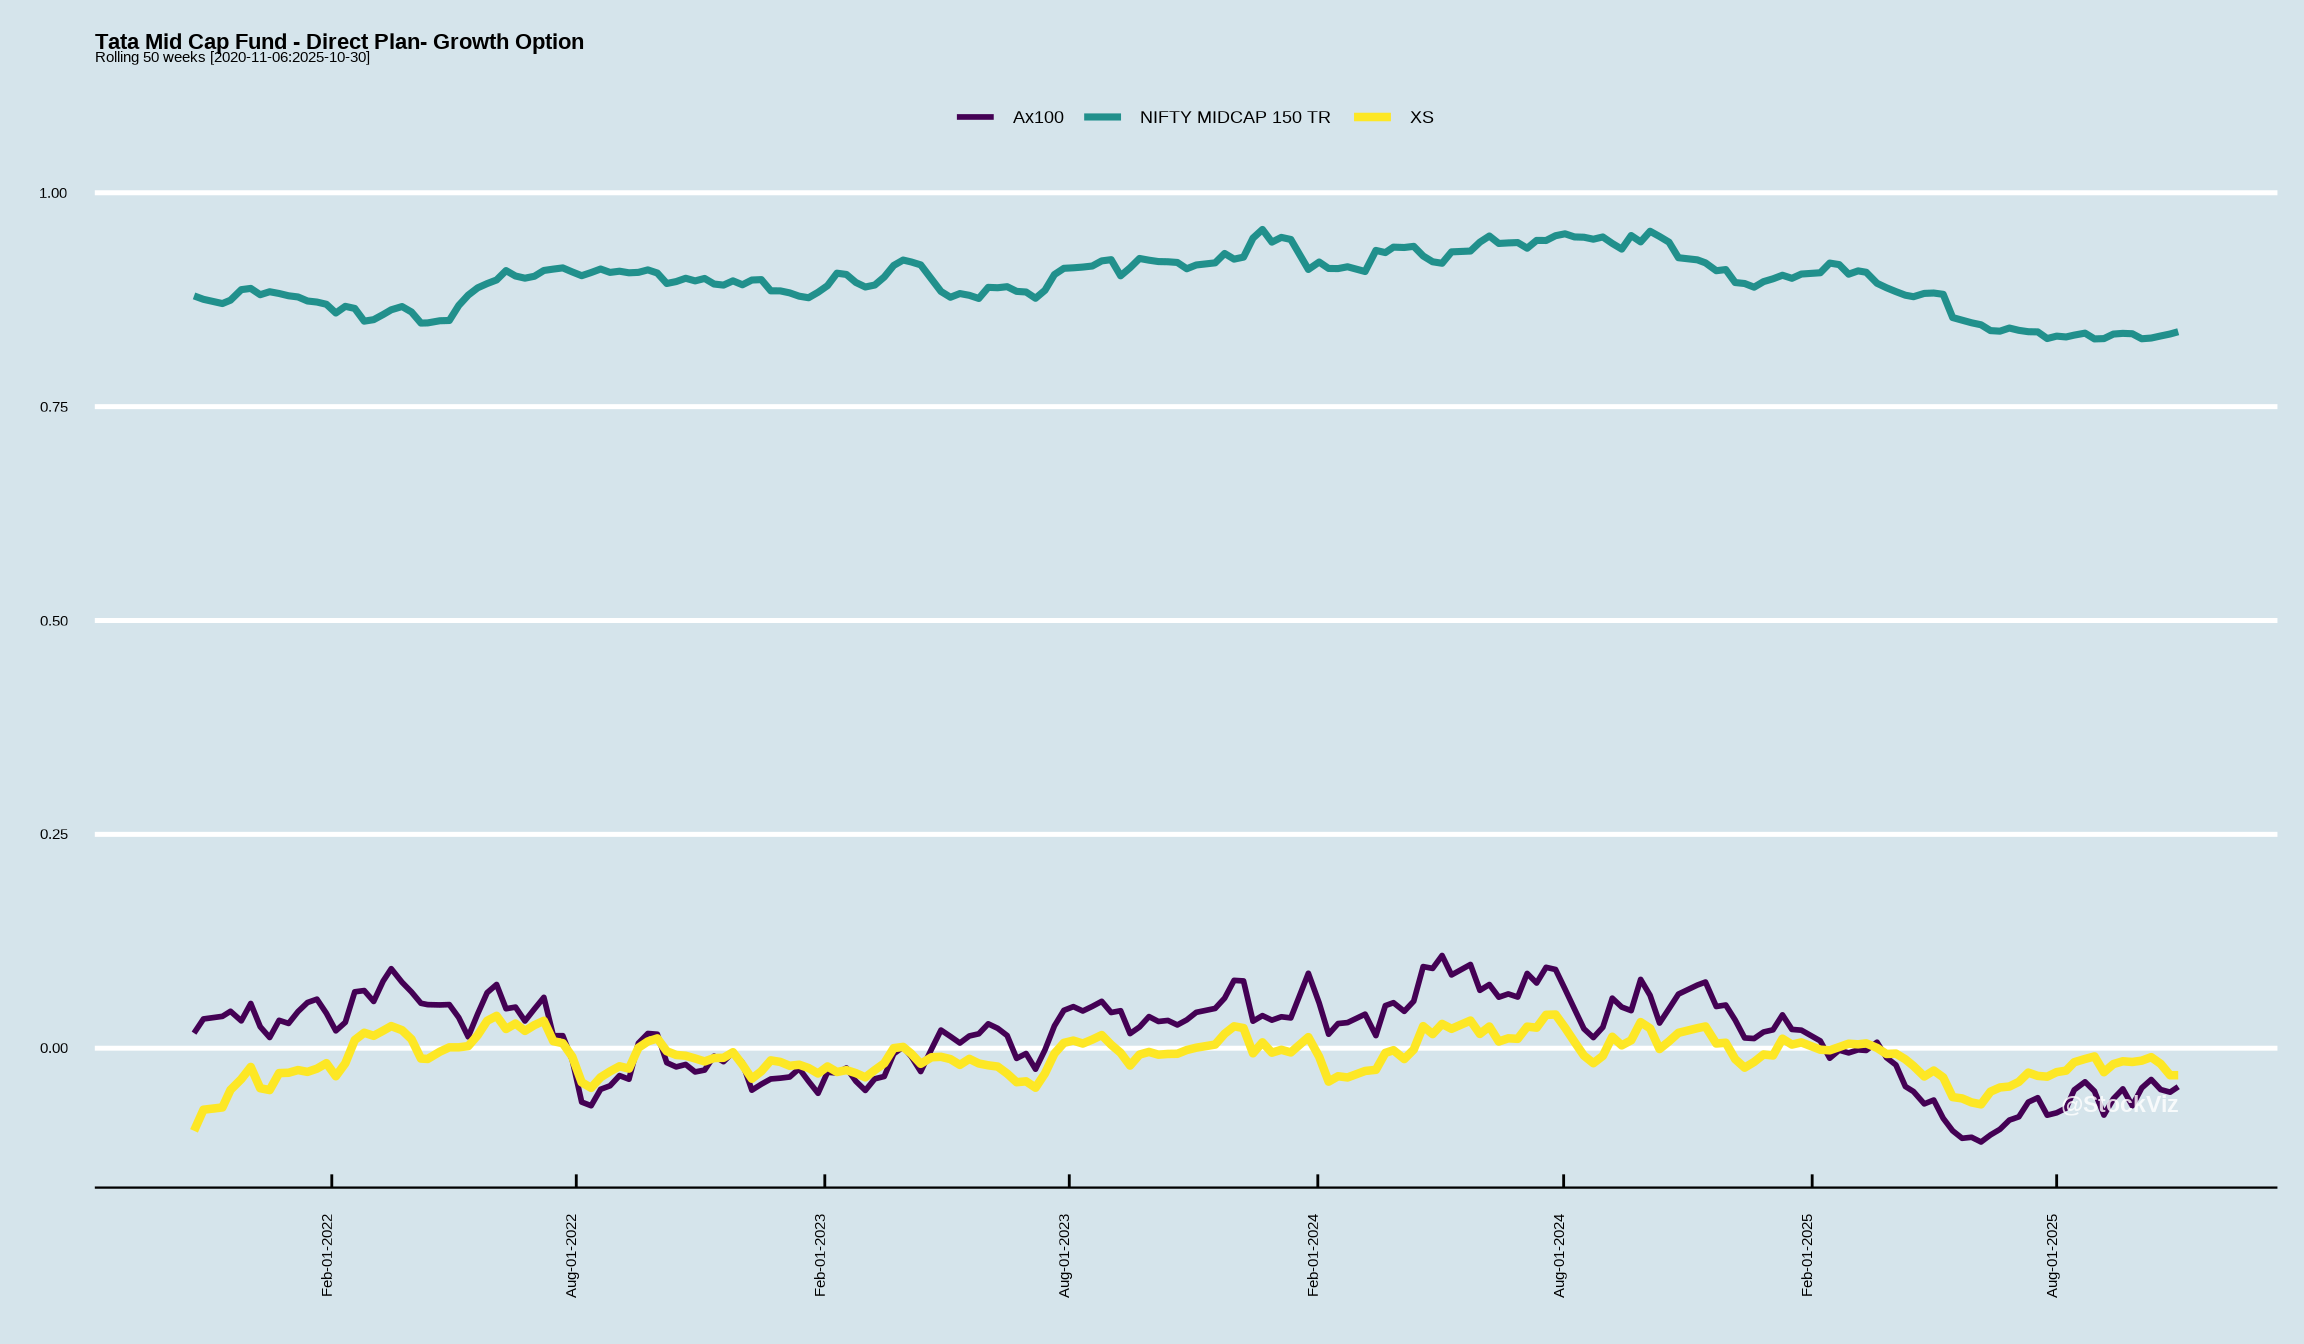 Tata Mid Cap Fund - Direct Plan- Growth Option
Rolling 50 weeks [2020-11-06:2025-10-30]
Ax100 NIFTY MIDCAP 150 TR XS
1.00
0.75
0.50
0.25
0.00
@StockViz
Feb-01-2022 Aug-01-2022 Feb-01-2023 Aug-01-2023 Feb-01-2024 Aug-01-2024 Feb-01-2025 Aug-01-2025